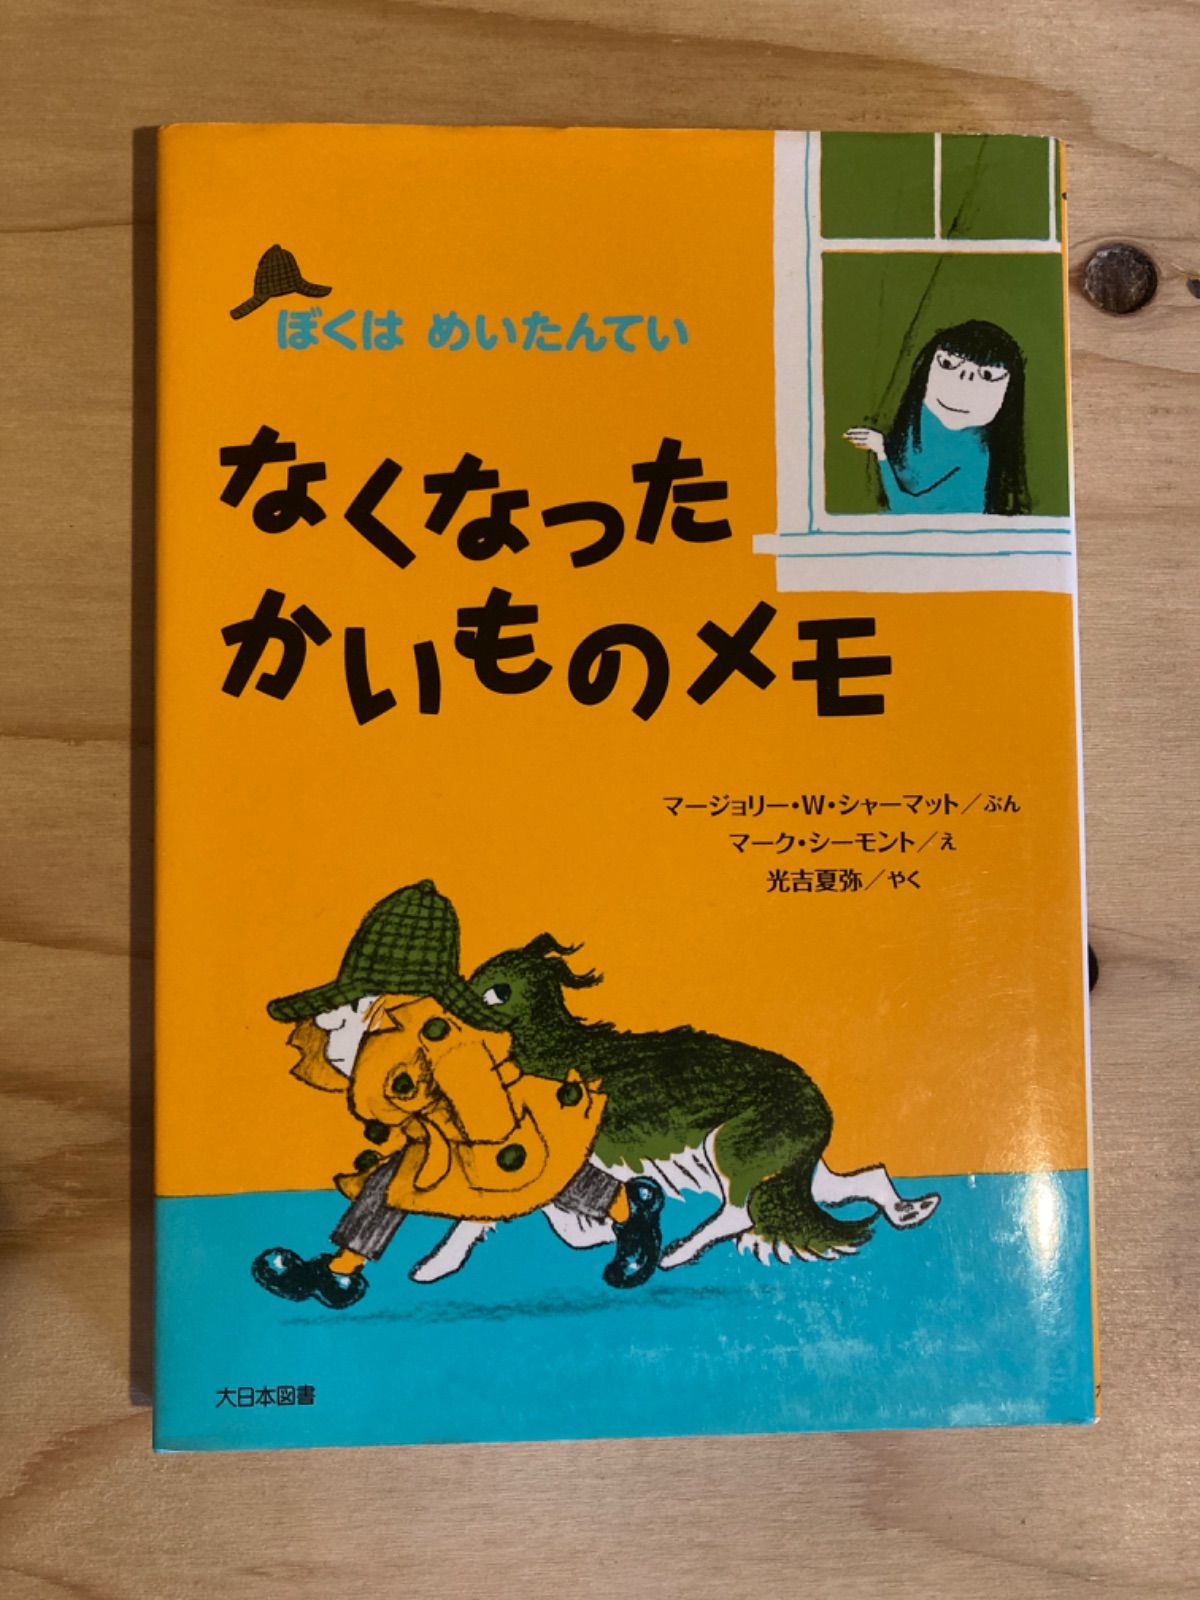 ぼくは めいたんてい
なくなった
かいものメモ
マージョリー・W・シャーマット／ぶん
マーク・シーモント／え
光吉夏弥／やく
大日本図書